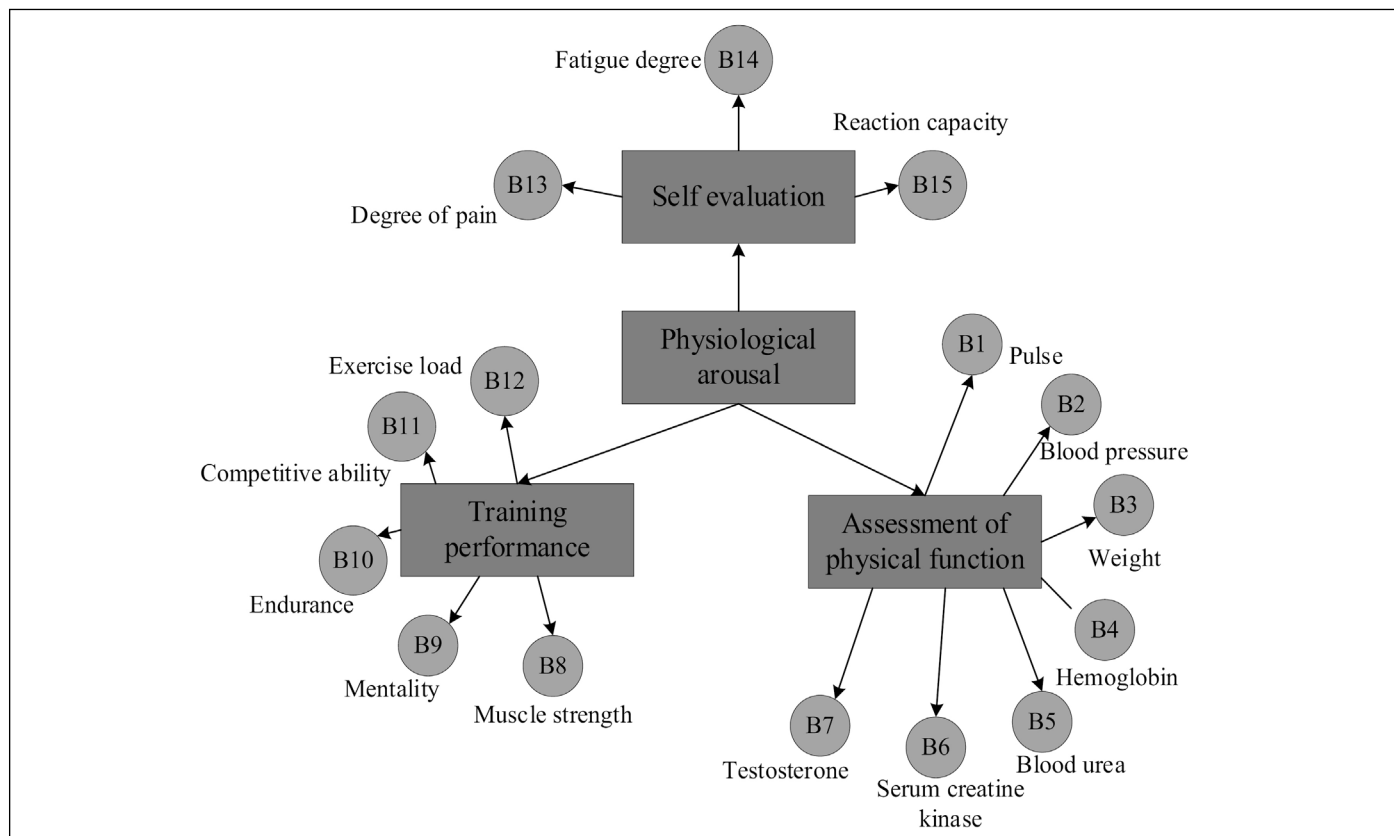 B14
Fatigue degree
Reaction capacity
B13
Self evaluation
B15
Degree of pain
Physiological
arousal
B1
Pulse
Exercise load
B12
B2
B11
Blood pressure
Competitive ability
Training
performance
Assessment of
physical function
B3
Weight
B10
Endurance
B4
Hemoglobin
B9
Mentality
B8
Muscle strength
B7
Testosterone
B6
Serum creatine
kinase
B5
Blood urea